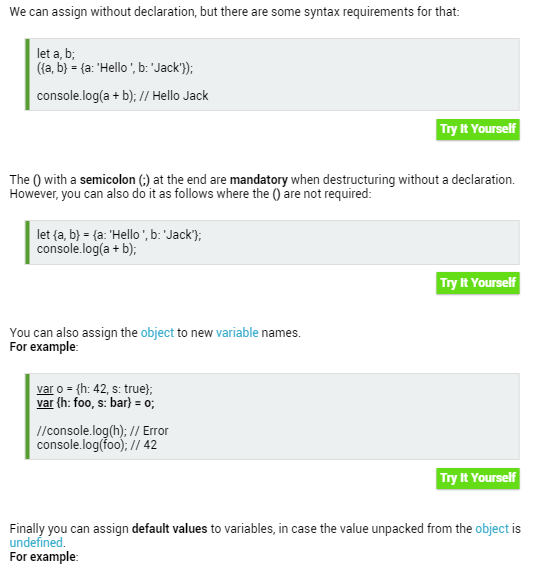 We can assign without declaration, but there are some syntax requirements for that:
let a, b;
({a, b} = {a: 'Hello ', b: 'Jack'});
console.log(a + b); // Hello Jack
Try It Yourself
The () with a semicolon (;) at the end are mandatory when destructuring without a declaration.
However, you can also do it as follows where the () are not required:
let {a, b} = {a: 'Hello ', b: 'Jack'};
console.log(a + b);
Try It Yourself
You can also assign the object to new variable names.
For example:
var o = {h: 42, s: true};
var {h: foo, s: bar} = o;
//console.log(h); // Error
console.log(foo); // 42
Try It Yourself
Finally you can assign default values to variables, in case the value unpacked from the object is
undefined.
For example: